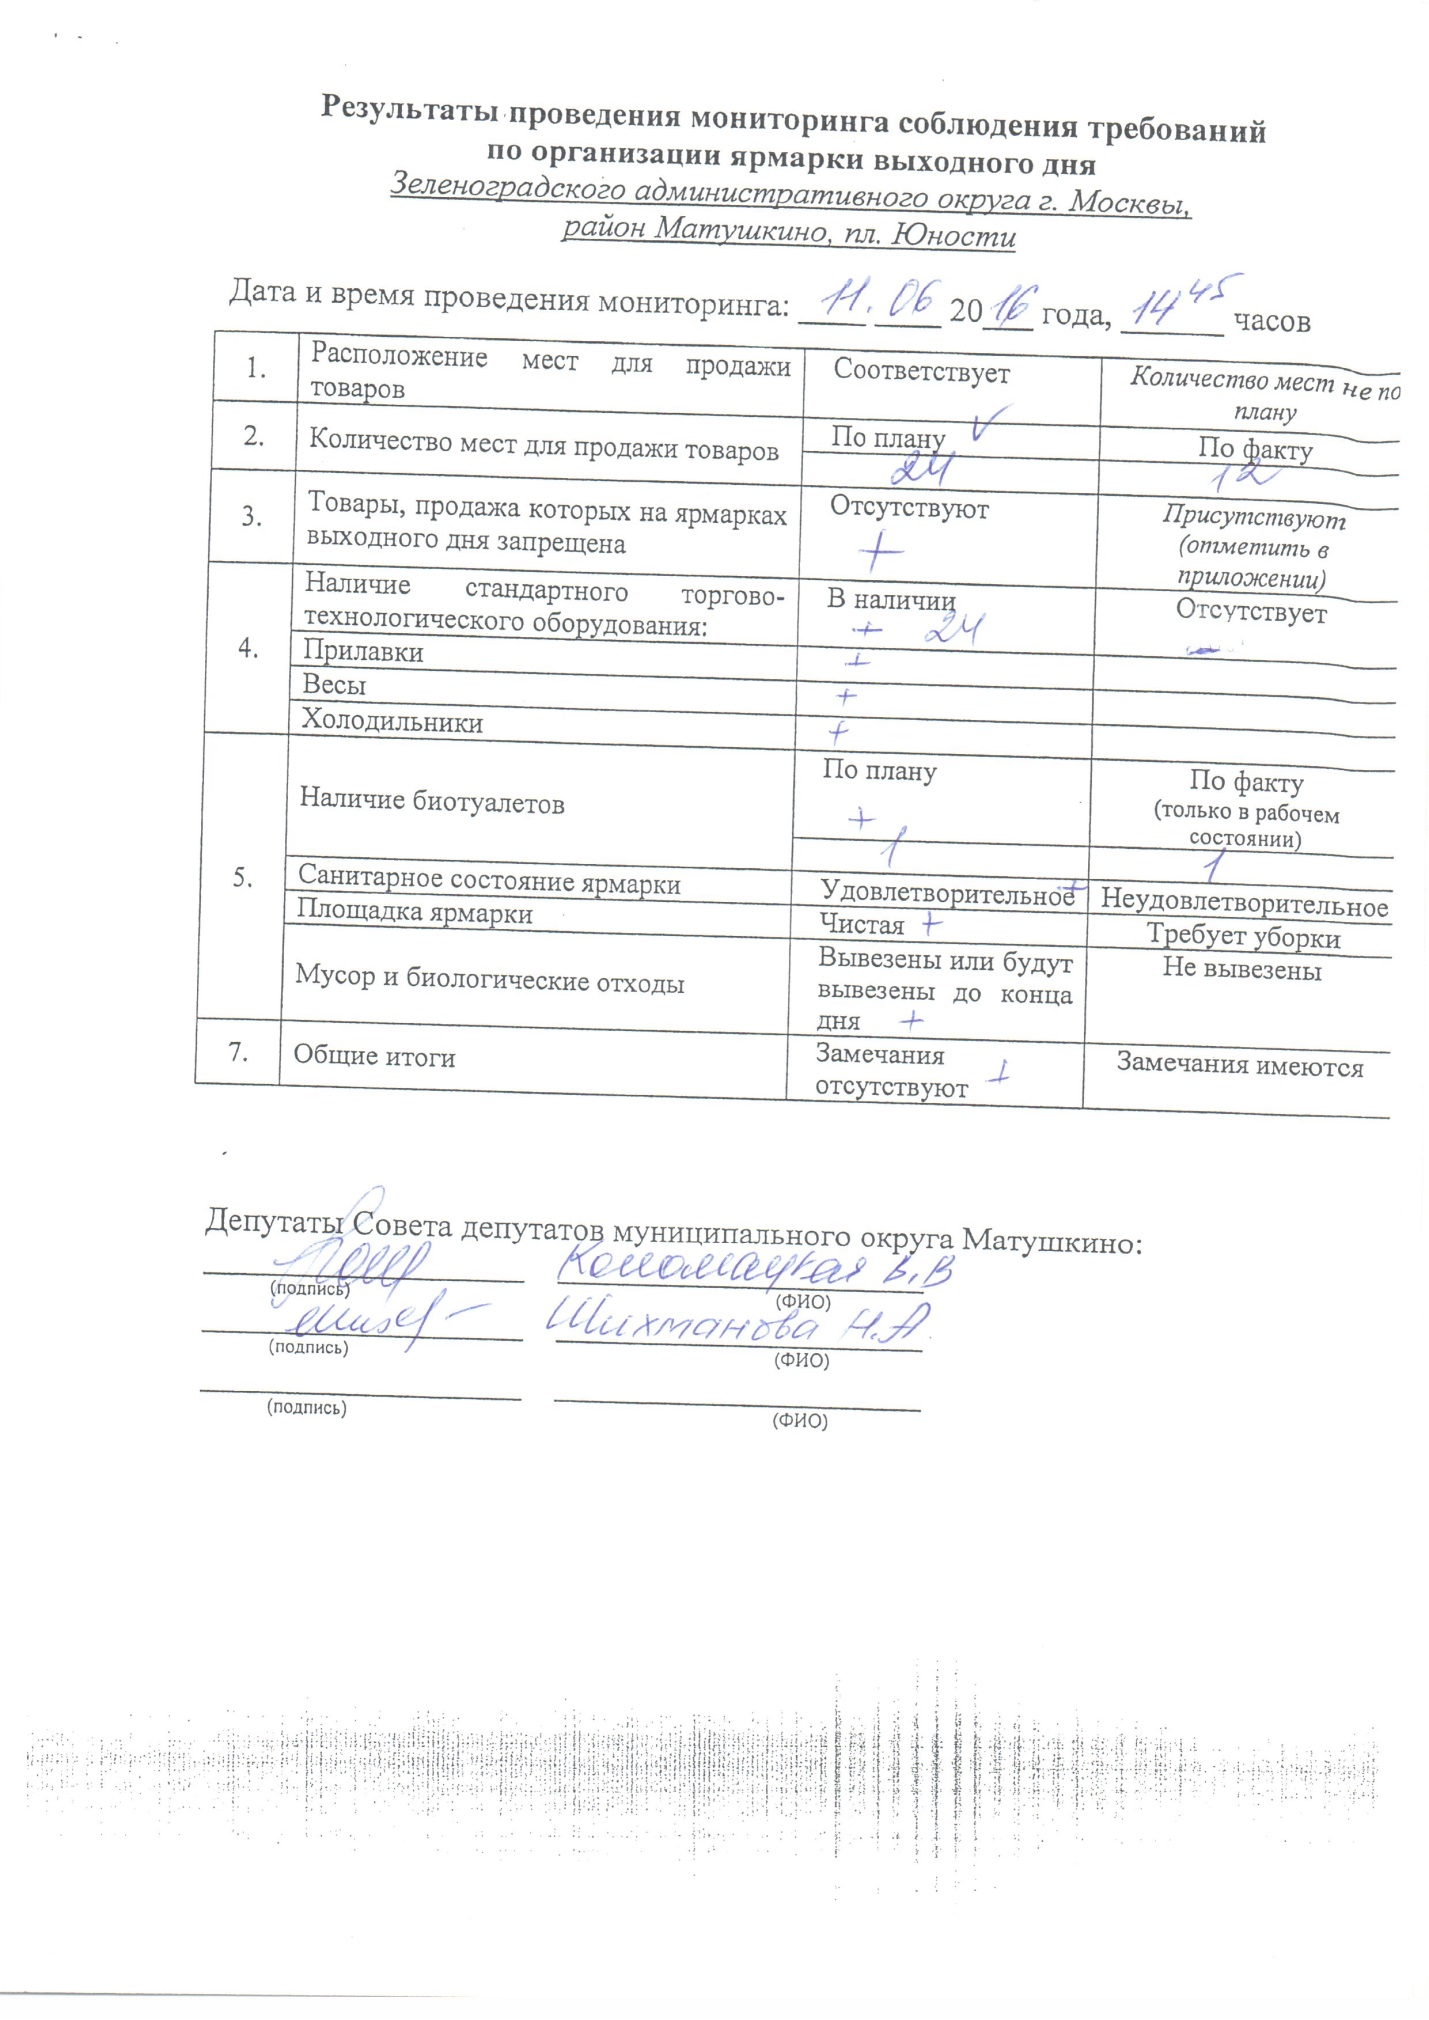 Результаты проведения мониторинга соблюдения требований
по организации ярмарки выходного дня
Зеленоградского административного округа г. Москвы,
район Матушкино, пл. Юности
Дата и время проведения мониторинга: 11. 06 2016 года, 14 45 часов
1. Расположение мест для продажи товаров Соответствует Количество мест не по плану
2. Количество мест для продажи товаров По плану V По факту
24 12
3. Товары, продажа которых на ярмарках выходного дня запрещена Отсутствуют + Присутствуют (отметить в приложении)
4. Наличие стандартного торгово-технологического оборудования: В наличии + 24 Отсутствует –
Прилавки +
Весы +
Холодильники +
5. Наличие биотуалетов По плану + По факту (только в рабочем состоянии)
1 1
Санитарное состояние ярмарки Удовлетворительное + Неудовлетворительное
Площадка ярмарки Чистая + Требует уборки
Мусор и биологические отходы Вывезены или будут вывезены до конца дня + Не вывезены
7. Общие итоги Замечания отсутствуют + Замечания имеются
Депутаты Совета депутатов муниципального округа Матушкино:
В.В
(подпись) (ФИО)
Шихманова Н.А.
(подпись) (ФИО)
(подпись) (ФИО)